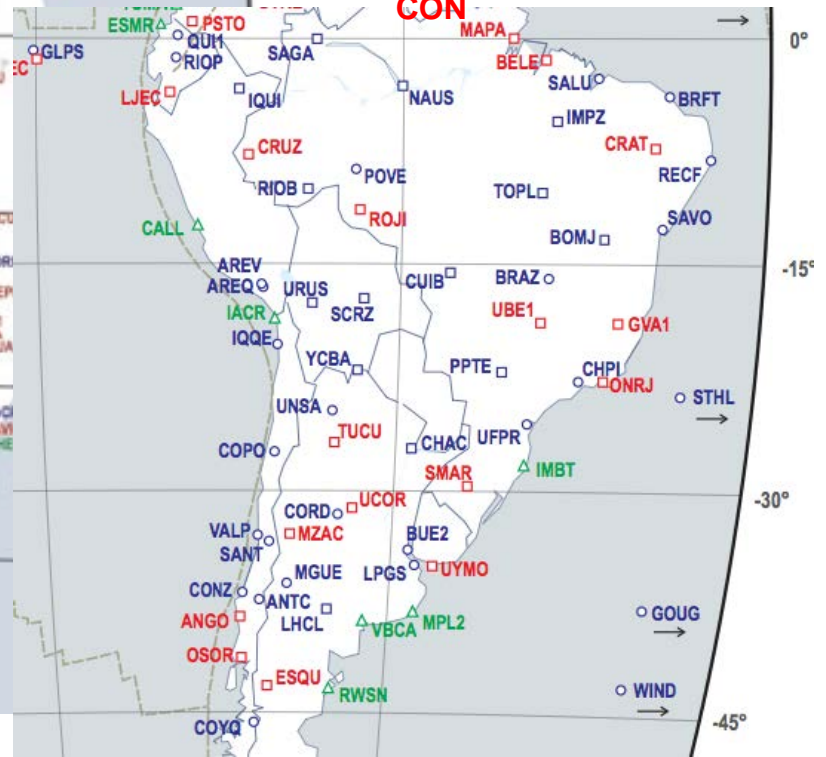 CON
ESMR
PSTO
MAPA
GLPS
QUI1
SAGA
0°
EC
RIOP
BELE
LJEC
IQUI
NAUS
SALU
BRFT
IMPZ
CRUZ
CRAT
POVE
RECF
RIOB
TOPL
ROJI
SAVO
CALL
BOMJ
AREV
-15°
AREQ
URUS
CUIB
BRAZ
SCRZ
IACR
UBE1
GVA1
IQQE
YCBA
PPTE
CHPI
ONRJ
STHL
UNSA
TUCU
UFPR
CHAC
COPO
SMAR
IMBT
UCOR
-30°
CORD
VALP
MZAC
BUE2
SANT
MGUE
LPGS
UYMO
CONZ
ANTC
GOUG
ANGO
LHCL
VBCA
MPL2
OSOR
ESQU
RWSN
WIND
COYQ
-45°